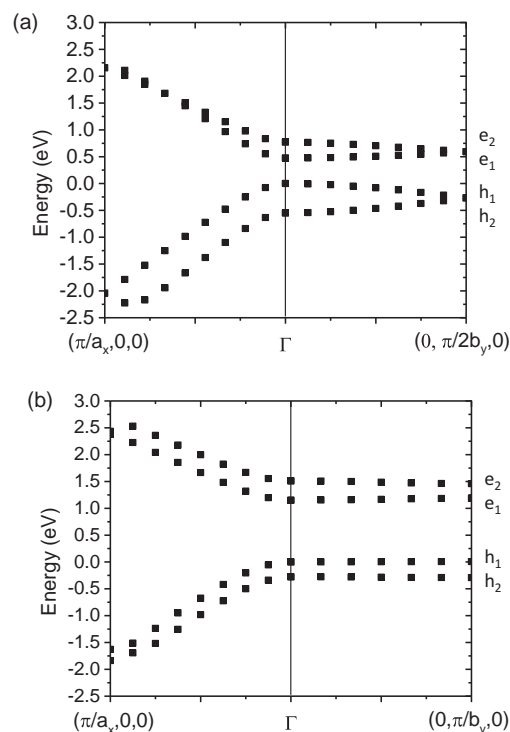 (a)
3.0
2.5
2.0
1.5
1.0
0.5
0.0
-0.5
-1.0
-1.5
-2.0
-2.5
Energy (eV)
e₂
e₁
h₁
h₂
(π/aₓ,0,0)
Γ
(0, π/2b_y,0)
(b)
3.0
2.5
2.0
1.5
1.0
0.5
0.0
-0.5
-1.0
-1.5
-2.0
-2.5
Energy (eV)
e₂
e₁
h₁
h₂
(π/aₓ,0,0)
Γ
(0,π/b_y,0)